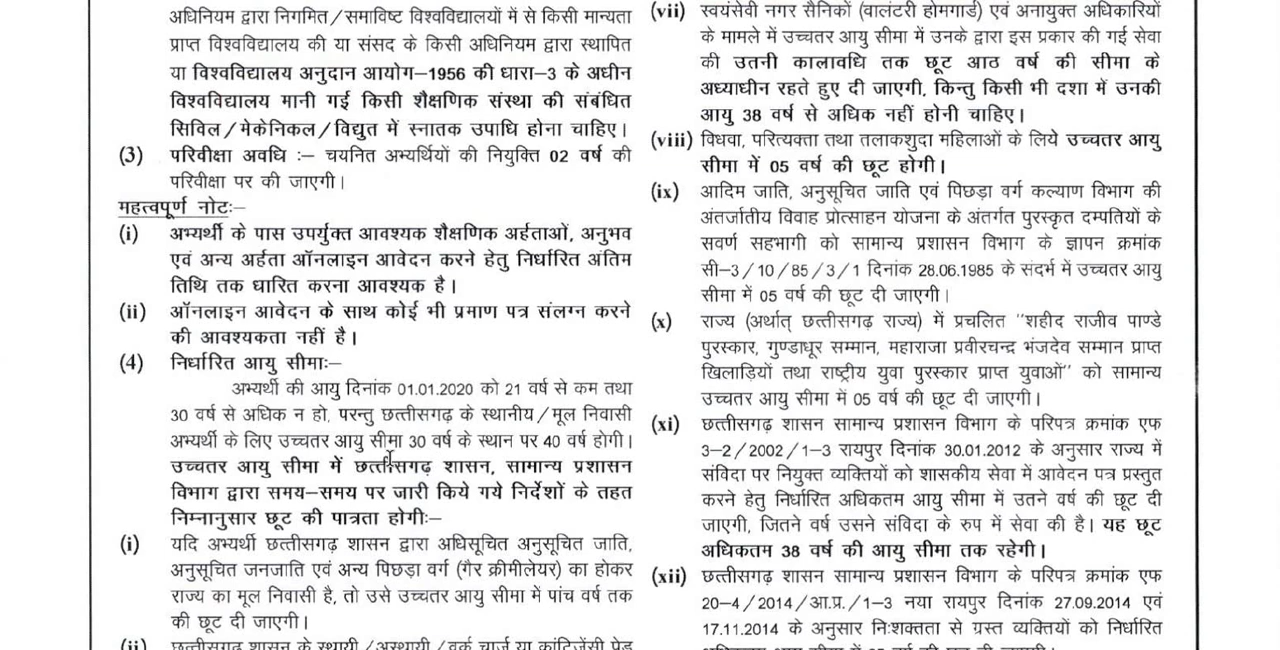 अधिनियम द्वारा निगमित/समाविष्ट विश्वविद्यालयों में से किसी मान्यता
प्राप्त विश्वविद्यालय की या संसद के किसी अधिनियम द्वारा स्थापित
या विश्वविद्यालय अनुदान आयोग–1956 की धारा–3 के अधीन
विश्वविद्यालय मानी गई किसी शैक्षणिक संस्था की संबंधित
सिविल/मेकेनिकल/विद्युत में स्नातक उपाधि होना चाहिए।
(3) परिवीक्षा अवधि :– चयनित अभ्यर्थियों की नियुक्ति 02 वर्ष की
परिवीक्षा पर की जाएगी।
महत्वपूर्ण नोटः–
(i) अभ्यर्थी के पास उपर्युक्त आवश्यक शैक्षणिक अर्हताओं, अनुभव
एवं अन्य अर्हता ऑनलाइन आवेदन करने हेतु निर्धारित अंतिम
तिथि तक धारित करना आवश्यक है।
(ii) ऑनलाइन आवेदन के साथ कोई भी प्रमाण पत्र संलग्न करने
की आवश्यकता नहीं है।
(4) निर्धारित आयु सीमाः–
अभ्यर्थी की आयु दिनांक 01.01.2020 को 21 वर्ष से कम तथा
30 वर्ष से अधिक न हो, परन्तु छत्तीसगढ़ के स्थानीय/मूल निवासी
अभ्यर्थी के लिए उच्चतर आयु सीमा 30 वर्ष के स्थान पर 40 वर्ष होगी।
उच्चतर आयु सीमा में छत्तीसगढ़ शासन, सामान्य प्रशासन
विभाग द्वारा समय–समय पर जारी किये गये निर्देशों के तहत
निम्नानुसार छूट की पात्रता होगीः–
(i) यदि अभ्यर्थी छत्तीसगढ़ शासन द्वारा अधिसूचित अनुसूचित जाति,
अनुसूचित जनजाति एवं अन्य पिछड़ा वर्ग (गैर क्रीमीलेयर) का होकर
राज्य का मूल निवासी है, तो उसे उच्चतर आयु सीमा में पांच वर्ष तक
की छूट दी जाएगी।
(ii) छत्तीसगढ़ शासन के स्थायी/अस्थायी/वर्क चार्ज या कांटिजेंसी पेड
(vii) स्वयंसेवी नगर सैनिकों (वालंटरी होमगार्ड) एवं अनायुक्त अधिकारियों
के मामले में उच्चतर आयु सीमा में उनके द्वारा इस प्रकार की गई सेवा
की उतनी कालावधि तक छूट आठ वर्ष की सीमा के
अध्याधीन रहते हुए दी जाएगी, किन्तु किसी भी दशा में उनकी
आयु 38 वर्ष से अधिक नहीं होनी चाहिए।
(viii) विधवा, परित्यक्ता तथा तलाकशुदा महिलाओं के लिये उच्चतर आयु
सीमा में 05 वर्ष की छूट होगी।
(ix) आदिम जाति, अनुसूचित जाति एवं पिछड़ा वर्ग कल्याण विभाग की
अंतर्जातीय विवाह प्रोत्साहन योजना के अंतर्गत पुरस्कृत दम्पतियों के
सवर्ण सहभागी को सामान्य प्रशासन विभाग के ज्ञापन क्रमांक
सी–3/10/85/3/1 दिनांक 28.06.1985 के संदर्भ में उच्चतर आयु
सीमा में 05 वर्ष की छूट दी जाएगी।
(x) राज्य (अर्थात् छत्तीसगढ़ राज्य) में प्रचलित "शहीद राजीव पाण्डे
पुरस्कार, गुण्डाधूर सम्मान, महाराजा प्रवीरचन्द्र भंजदेव सम्मान प्राप्त
खिलाड़ियों तथा राष्ट्रीय युवा पुरस्कार प्राप्त युवाओं" को सामान्य
उच्चतर आयु सीमा में 05 वर्ष की छूट दी जाएगी।
(xi) छत्तीसगढ़ शासन सामान्य प्रशासन विभाग के परिपत्र क्रमांक एफ
3–2/2002/1–3 रायपुर दिनांक 30.01.2012 के अनुसार राज्य में
संविदा पर नियुक्त व्यक्तियों को शासकीय सेवा में आवेदन पत्र प्रस्तुत
करने हेतु निर्धारित अधिकतम आयु सीमा में उतने वर्ष की छूट दी
जाएगी, जितने वर्ष उसने संविदा के रुप में सेवा की है। यह छूट
अधिकतम 38 वर्ष की आयु सीमा तक रहेगी।
(xii) छत्तीसगढ़ शासन सामान्य प्रशासन विभाग के परिपत्र क्रमांक एफ
20–4/2014/आ.प्र./1–3 नया रायपुर दिनांक 27.09.2014 एवं
17.11.2014 के अनुसार निःशक्तता से ग्रस्त व्यक्तियों को निर्धारित